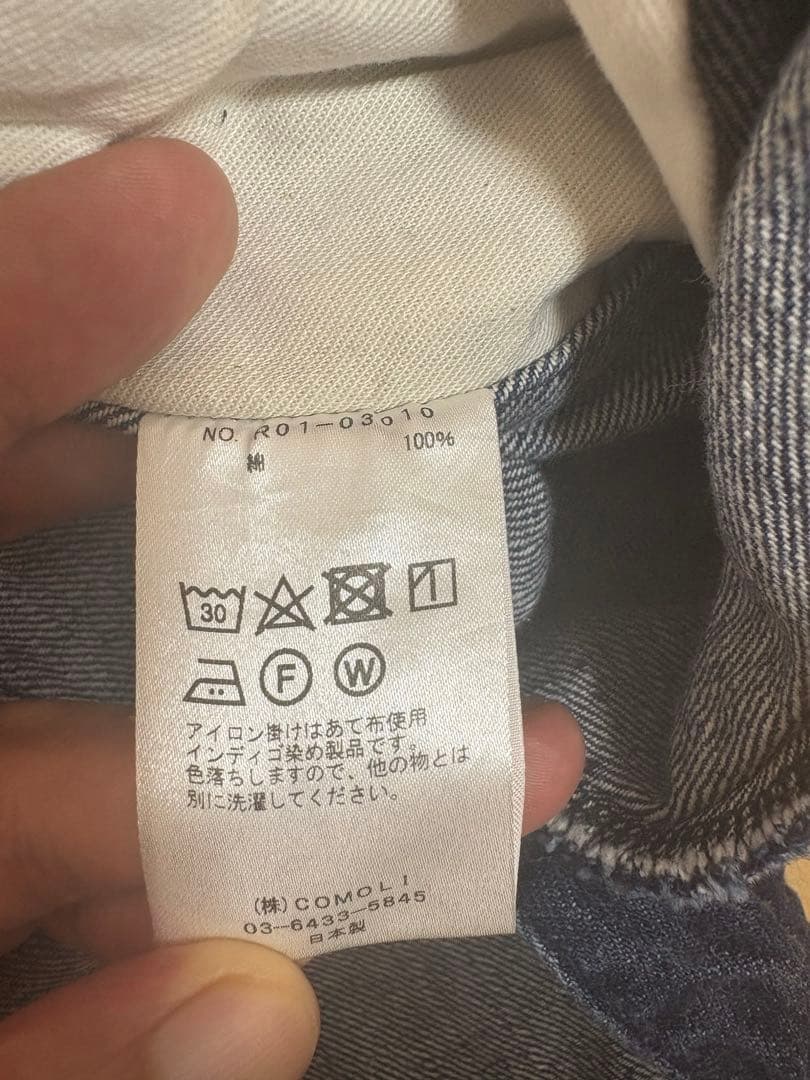 NO. R01-03010
綿 100%
30
F W
アイロン掛けはあて布使用
インディゴ染め製品です。
色落ちしますので、他の物とは
別に洗濯してください。
(株)COMOLI
03-6433-5845
日本製